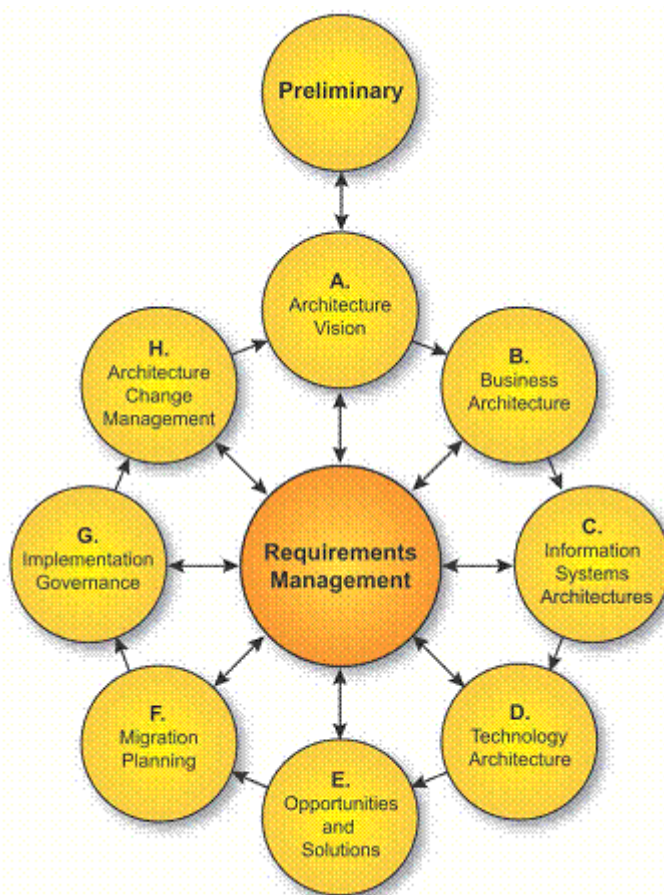 Preliminary
A.
Architecture
Vision
B.
Business
Architecture
C.
Information
Systems
Architectures
D.
Technology
Architecture
E.
Opportunities
and
Solutions
F.
Migration
Planning
G.
Implementation
Governance
H.
Architecture
Change
Management
Requirements
Management